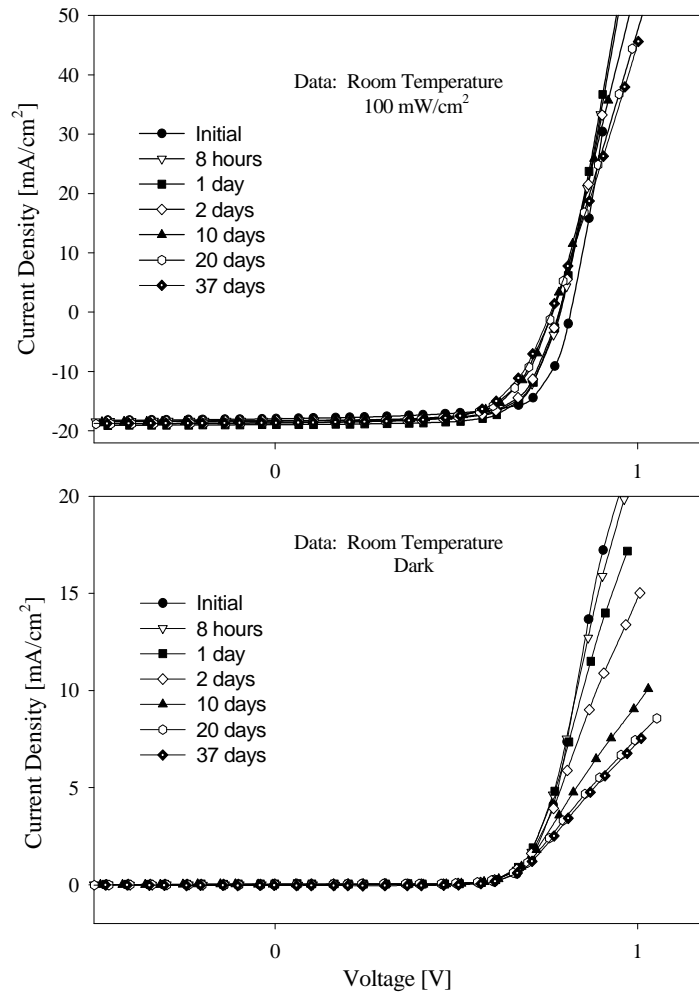 50
40
30
20
10
0
-10
-20
Current Density [mA/cm²]
Data: Room Temperature
100 mW/cm²
Initial
8 hours
1 day
2 days
10 days
20 days
37 days
0
1
20
15
10
5
0
Current Density [mA/cm²]
Data: Room Temperature
Dark
Initial
8 hours
1 day
2 days
10 days
20 days
37 days
0
1
Voltage [V]